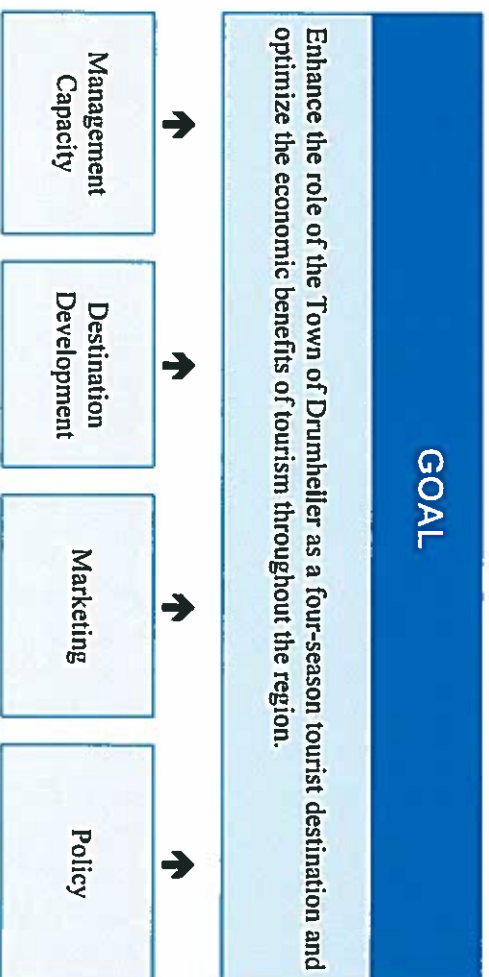 GOAL
Enhance the role of the Town of Drumheller as a four-season tourist destination and
optimize the economic benefits of tourism throughout the region.
Management
Capacity
Destination
Development
Marketing
Policy